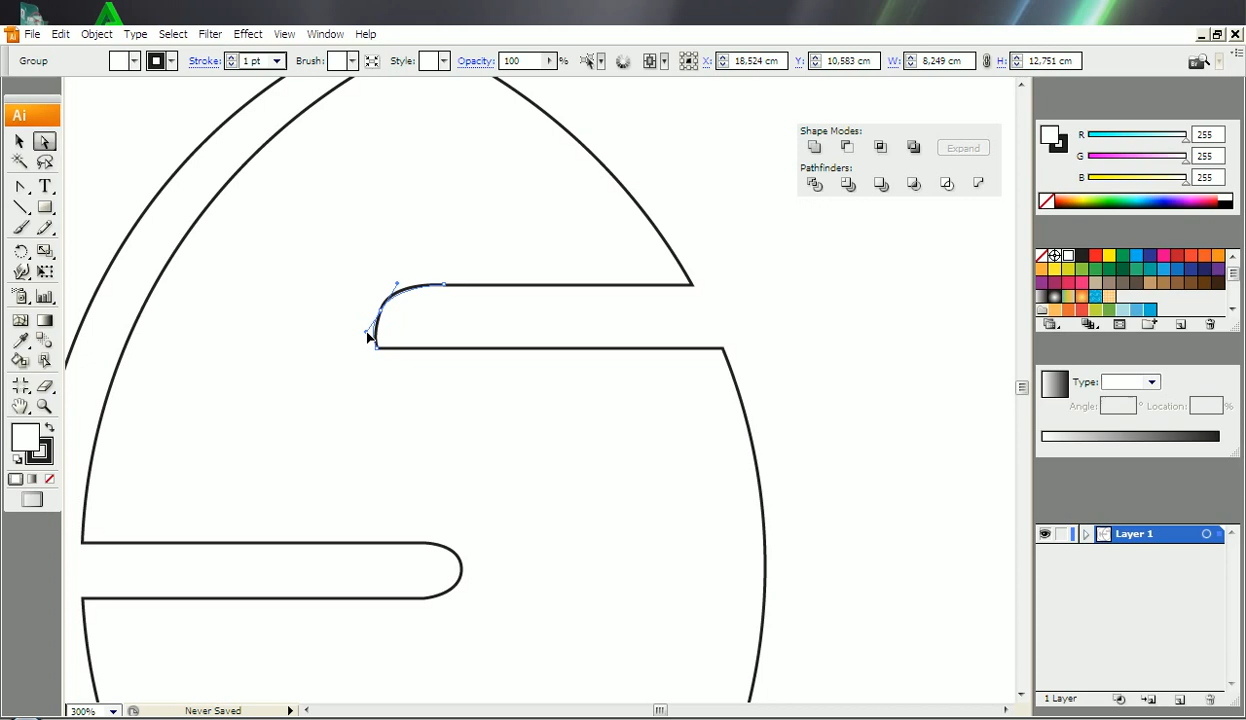 File Edit Object Type Select Filter Effect View Window Help
Group Stroke: 1 pt Brush: Style: Opacity: 100 % X: 18,524 cm Y: 10,583 cm W: 8,249 cm H: 12,751 cm
Ai
Shape Modes:
Expand
Pathfinders:
R 255
G 255
B 255
Type:
Angle: ° Location: %
Layer 1
1 Layer
300% Never Saved